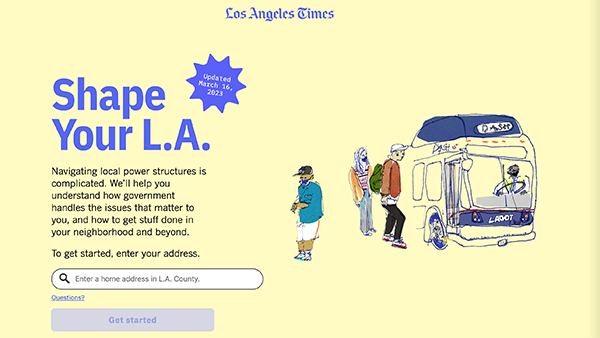 Los Angeles Times
Updated
March 16,
2023
Shape
Your L.A.
Navigating local power structures is
complicated. We'll help you
understand how government
handles the issues that matter to
you, and how to get stuff done in
your neighborhood and beyond.
To get started, enter your address.
Enter a home address in L.A. County.
Questions?
Get started
DASH
LADOT